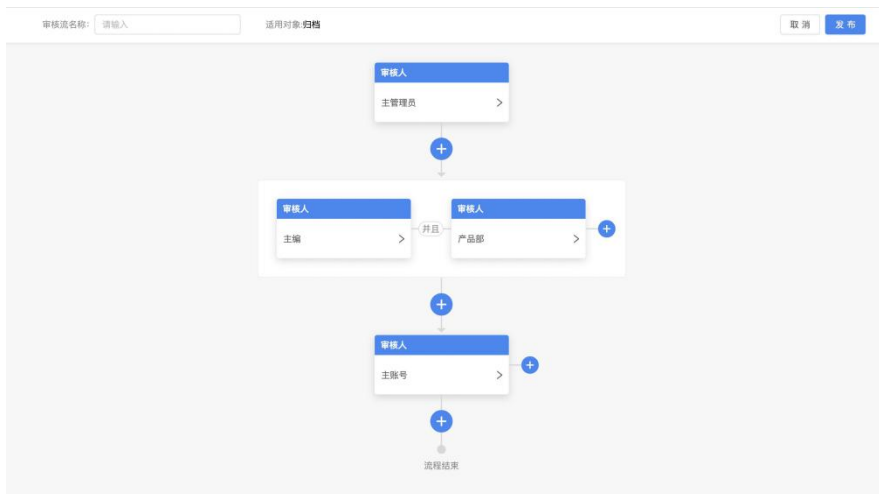 审核流名称: 请输入 适用对象:归档 取消 发布
审核人
主管理员
审核人 审核人
主编 并且 产品部
审核人
主账号
流程结束